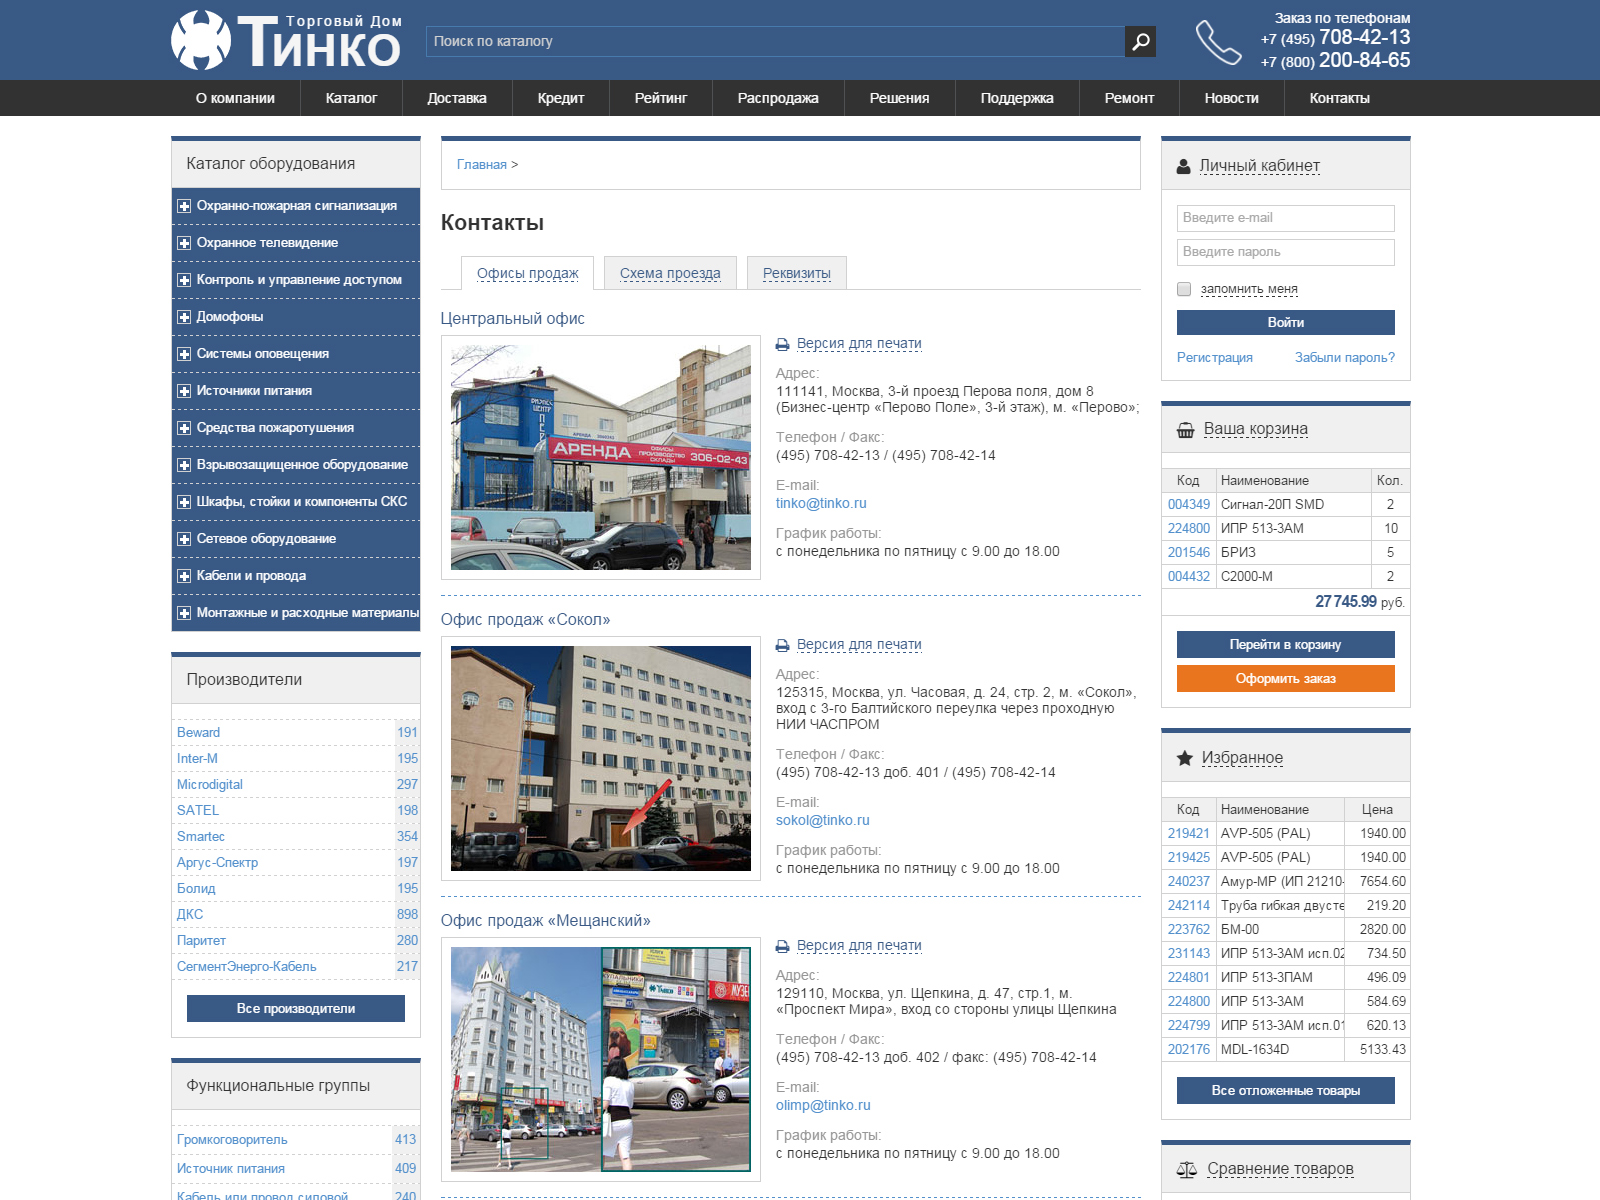 Торговый Дом
Тинко
Поиск по каталогу
Заказ по телефонам
+7 (495) 708-42-13
+7 (800) 200-84-65
О компании
Каталог
Доставка
Кредит
Рейтинг
Распродажа
Решения
Поддержка
Ремонт
Новости
Контакты
Каталог оборудования
Охранно-пожарная сигнализация
Охранное телевидение
Контроль и управление доступом
Домофоны
Системы оповещения
Источники питания
Средства пожаротушения
Взрывозащищенное оборудование
Шкафы, стойки и компоненты СКС
Сетевое оборудование
Кабели и провода
Монтажные и расходные материалы
Производители
Beward 191
Inter-M 195
Microdigital 297
SATEL 198
Smartec 354
Аргус-Спектр 197
Болид 195
ДКС 898
Паритет 280
СегментЭнерго-Кабель 217
Все производители
Функциональные группы
Громкоговоритель 413
Источник питания 409
Кабель или провод силовой 240
Главная >
Контакты
Офисы продаж
Схема проезда
Реквизиты
Центральный офис
БИЗНЕС
ЦЕНТР
АРЕНДА
АРЕНДА
ОФИСЫ
ПРОИЗВОДСТВО
СКЛАДЫ
306-02-43
Версия для печати
Адрес:
111141, Москва, 3-й проезд Перова поля, дом 8
(Бизнес-центр «Перово Поле», 3-й этаж), м. «Перово»;
Телефон / Факс:
(495) 708-42-13 / (495) 708-42-14
E-mail:
tinko@tinko.ru
График работы:
с понедельника по пятницу с 9.00 до 18.00
Офис продаж «Сокол»
Версия для печати
Адрес:
125315, Москва, ул. Часовая, д. 24, стр. 2, м. «Сокол»,
вход с 3-го Балтийского переулка через проходную
НИИ ЧАСПРОМ
Телефон / Факс:
(495) 708-42-13 доб. 401 / (495) 708-42-14
E-mail:
sokol@tinko.ru
График работы:
с понедельника по пятницу с 9.00 до 18.00
Офис продаж «Мещанский»
Тинко
МУЗЕ
Версия для печати
Адрес:
129110, Москва, ул. Щепкина, д. 47, стр.1, м.
«Проспект Мира», вход со стороны улицы Щепкина
Телефон / Факс:
(495) 708-42-13 доб. 402 / факс: (495) 708-42-14
E-mail:
olimp@tinko.ru
График работы:
с понедельника по пятницу с 9.00 до 18.00
Личный кабинет
Введите e-mail
Введите пароль
запомнить меня
Войти
Регистрация Забыли пароль?
Ваша корзина
Код Наименование Кол.
004349 Сигнал-20П SMD 2
224800 ИПР 513-3АМ 10
201546 БРИЗ 5
004432 С2000-М 2
27 745.99 руб.
Перейти в корзину
Оформить заказ
Избранное
Код Наименование Цена
219421 AVP-505 (PAL) 1940.00
219425 AVP-505 (PAL) 1940.00
240237 Амур-МР (ИП 21210- 7654.60
242114 Труба гибкая двусте 219.20
223762 БМ-00 2820.00
231143 ИПР 513-3АМ исп.02 734.50
224801 ИПР 513-3ПАМ 496.09
224800 ИПР 513-3АМ 584.69
224799 ИПР 513-3АМ исп.01 620.13
202176 MDL-1634D 5133.43
Все отложенные товары
Сравнение товаров